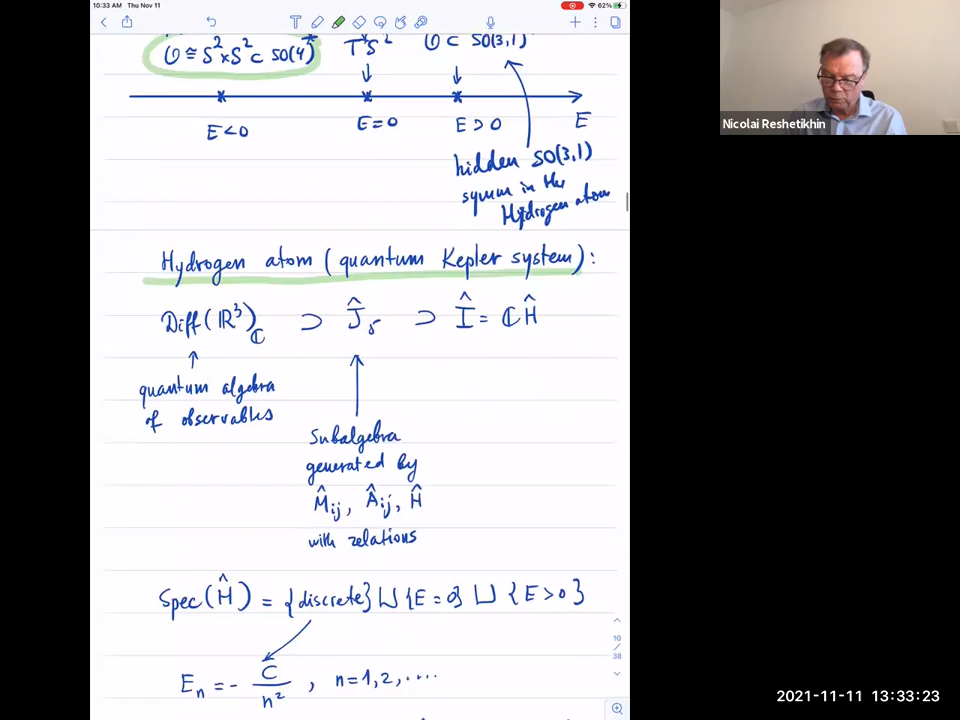 10:33 AM Thu Nov 11
62%
𝒪 ≅ S²×S² ⊂ so(4)* T*S² 𝒪 ⊂ so(3,1)*
E<0 E=0 E>0 E
hidden SO(3,1)
symm in the
Hydrogen atom
Hydrogen atom (quantum Kepler system):
Diff(ℝ³)_ℂ ⊃ Ĵ_δ ⊃ Î = ℂĤ
quantum algebra
of observables
Subalgebra
generated by
M̂ij, Âij, Ĥ
with relations
Spec(Ĥ) = {discrete} ⊔ {E=0} ⊔ {E>0}
En = - C/n² , n=1,2,....
10
38
Nicolai Reshetikhin
2021-11-11 13:33:23